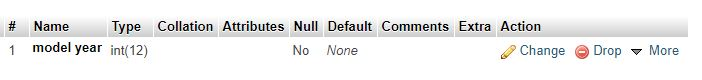 # Name Type Collation Attributes Null Default Comments Extra Action
1 model year int(12) No None Change Drop More